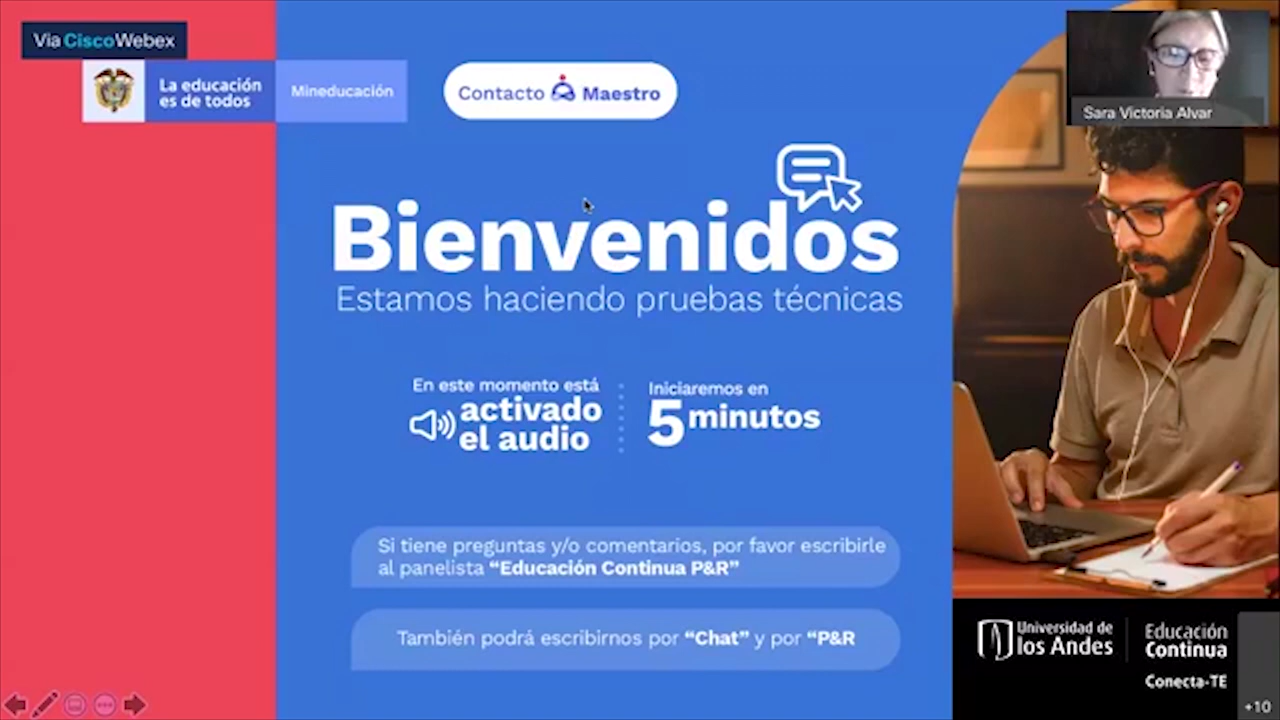 Via CiscoWebex
La educación
es de todos
Mineducación
Contacto Maestro
Sara Victoria Alvar
Bienvenidos
Estamos haciendo pruebas técnicas
En este momento está
activado
el audio
Iniciaremos en
5 minutos
Si tiene preguntas y/o comentarios, por favor escribirle
al panelista “Educación Continua P&R”
También podrá escribirnos por “Chat” y por “P&R
Universidad de
los Andes
Educación
Continua
Conecta-TE
+10